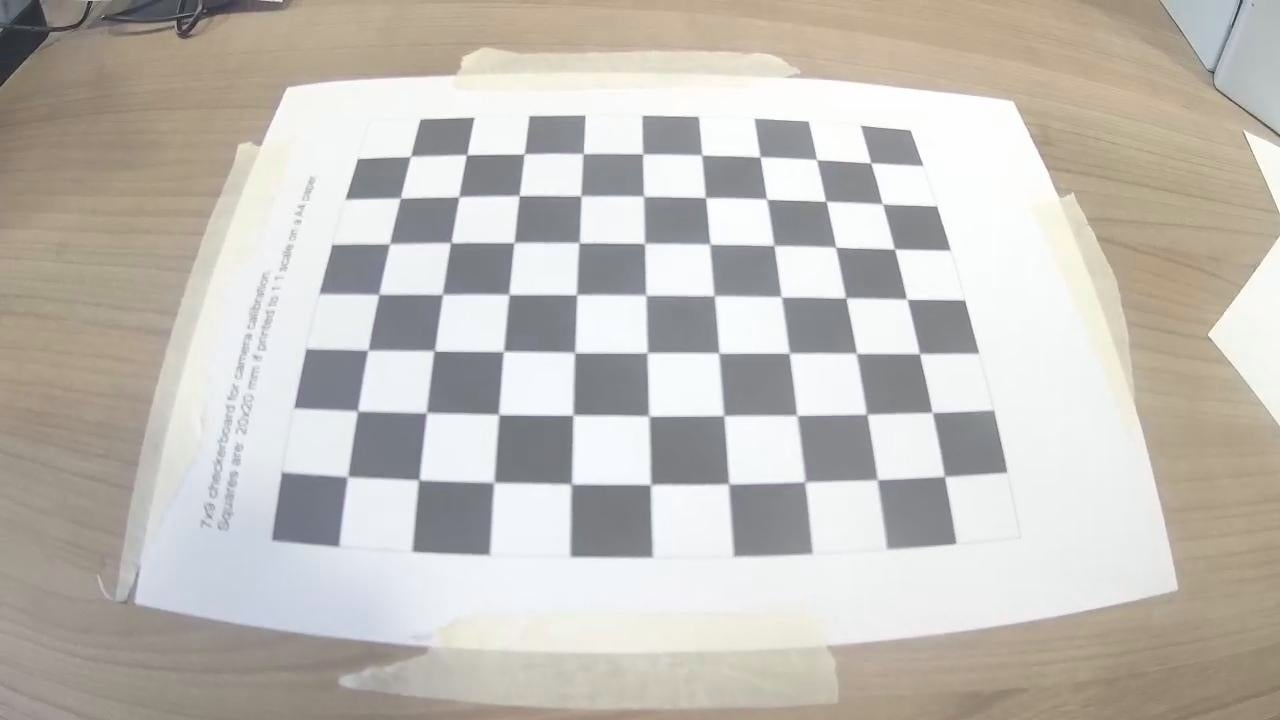 7x9 checkerboard for camera calibration.
Squares are 20x20 mm if printed to 1:1 scale on a A4 paper.